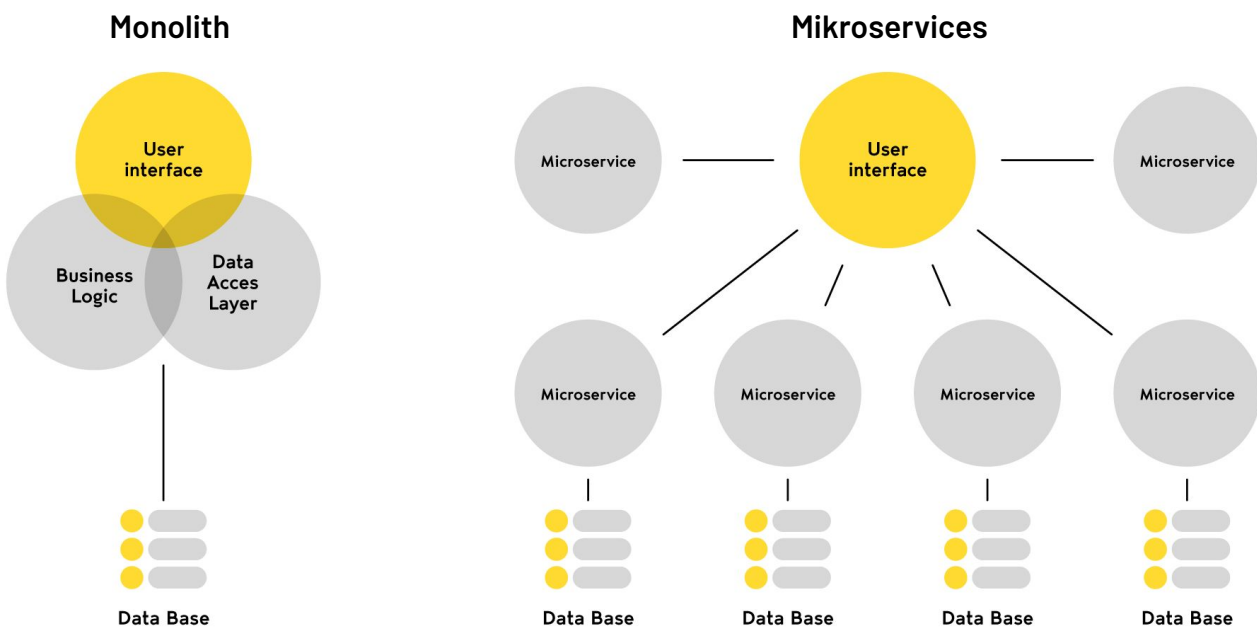 Monolith
User
interface
Business
Logic
Data
Acces
Layer
Data Base
Mikroservices
Microservice
User
interface
Microservice
Microservice
Microservice
Microservice
Microservice
Data Base
Data Base
Data Base
Data Base